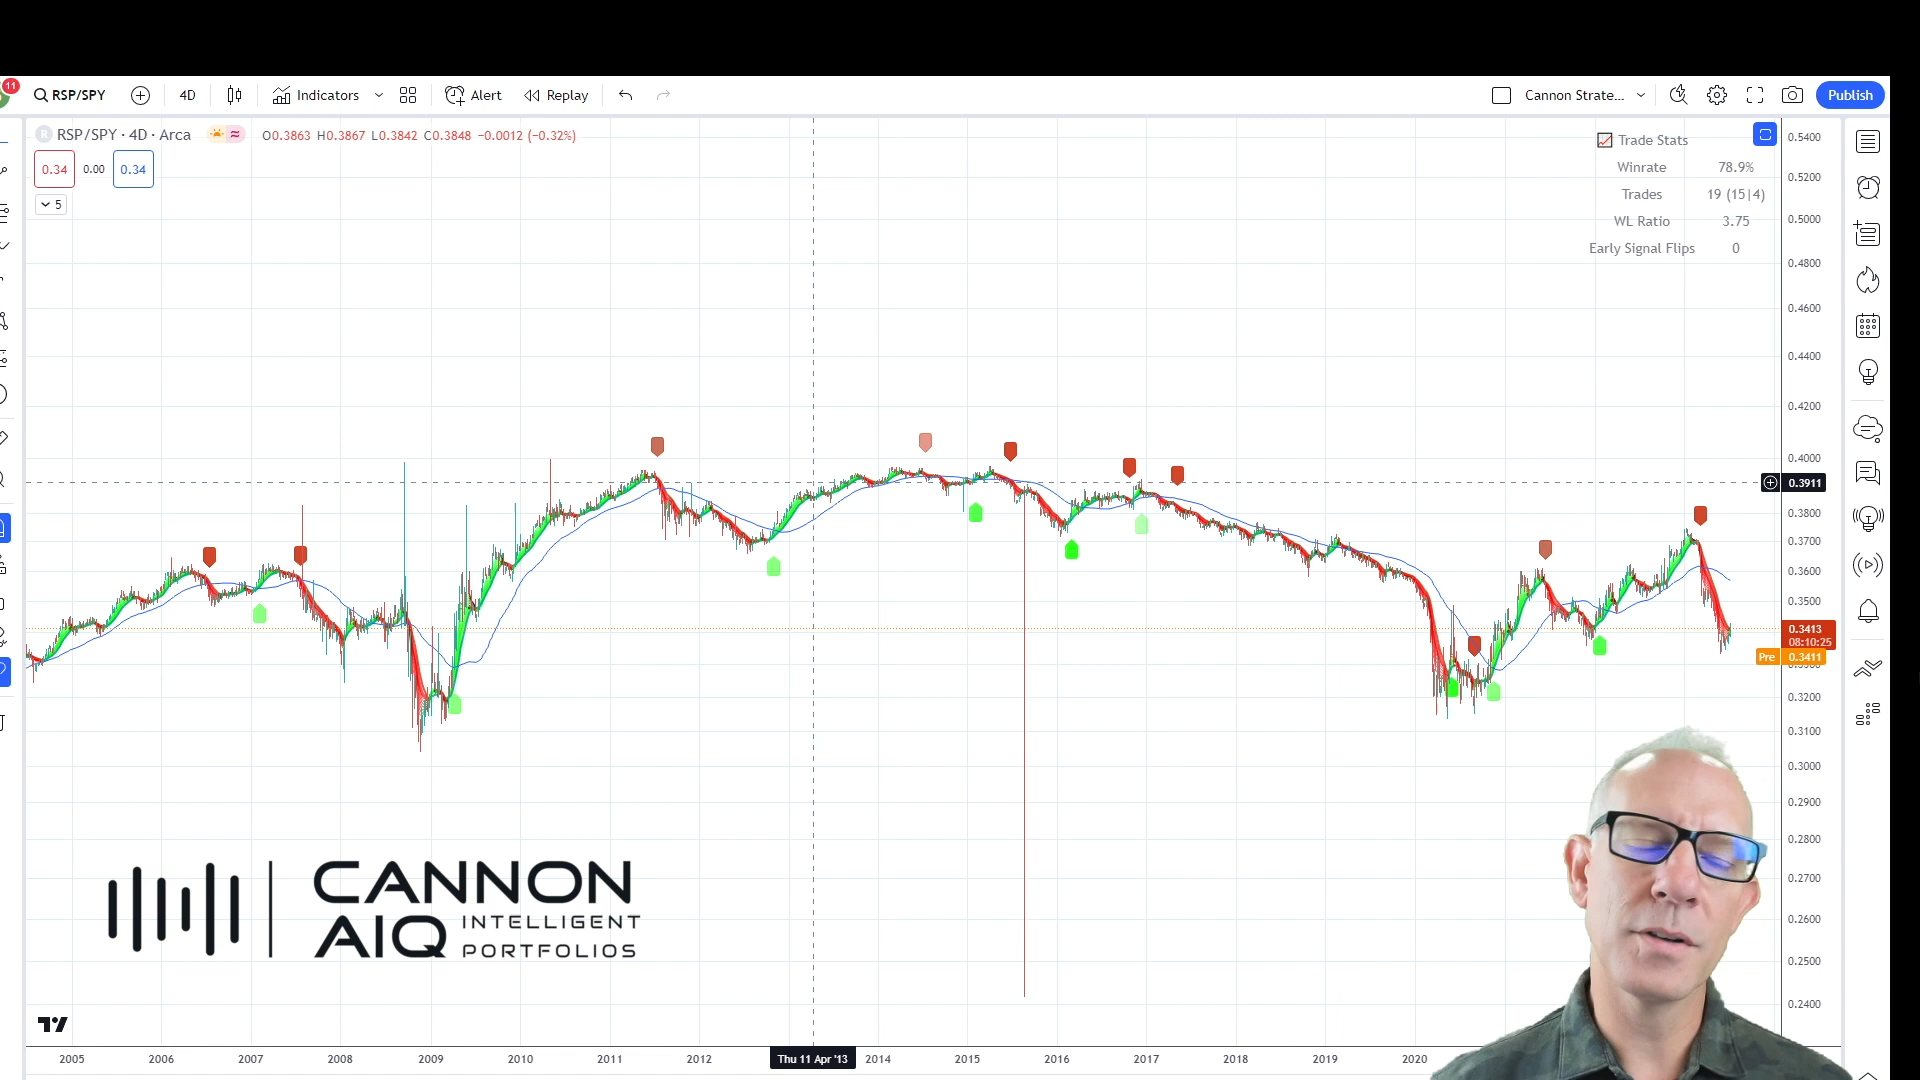 11
RSP/SPY
4D
Indicators
Alert
Replay
Cannon Strate...
Publish
R
RSP/SPY · 4D · Arca
O0.3863 H0.3867 L0.3842 C0.3848 −0.0012 (−0.32%)
0.34
0.00
0.34
5
Trade Stats
Winrate 78.9%
Trades 19 (15|4)
WL Ratio 3.75
Early Signal Flips 0
0.5400
0.5200
0.5000
0.4800
0.4600
0.4400
0.4200
0.4000
0.3911
0.3800
0.3700
0.3600
0.3500
0.3413
08:10:25
Pre 0.3411
0.3200
0.3100
0.3000
0.2900
0.2800
0.2700
0.2600
0.2500
0.2400
CANNON
AIQ INTELLIGENT
PORTFOLIOS
2005 2006 2007 2008 2009 2010 2011 2012 Thu 11 Apr '13 2014 2015 2016 2017 2018 2019 2020